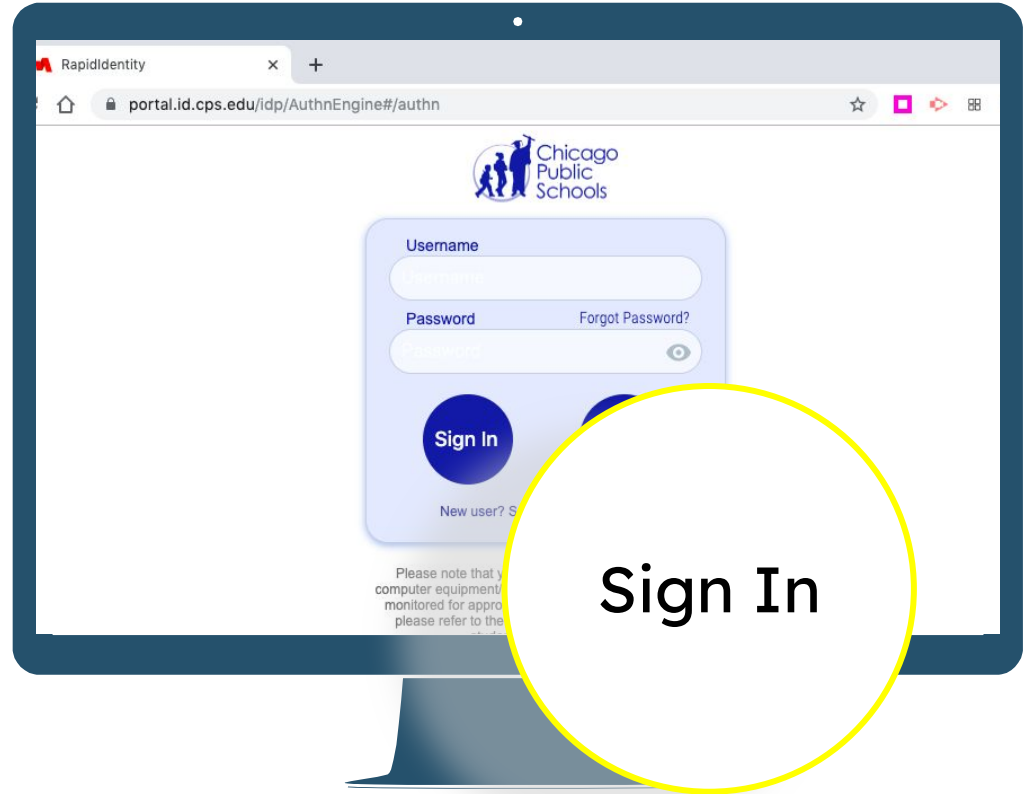 RapidIdentity
portal.id.cps.edu/idp/AuthnEngine#/authn
Chicago
Public
Schools
Username
Username
Password Forgot Password?
Password
Sign In
New user? S
Please note that y
computer equipment/
monitored for appro
please refer to the
Sign In